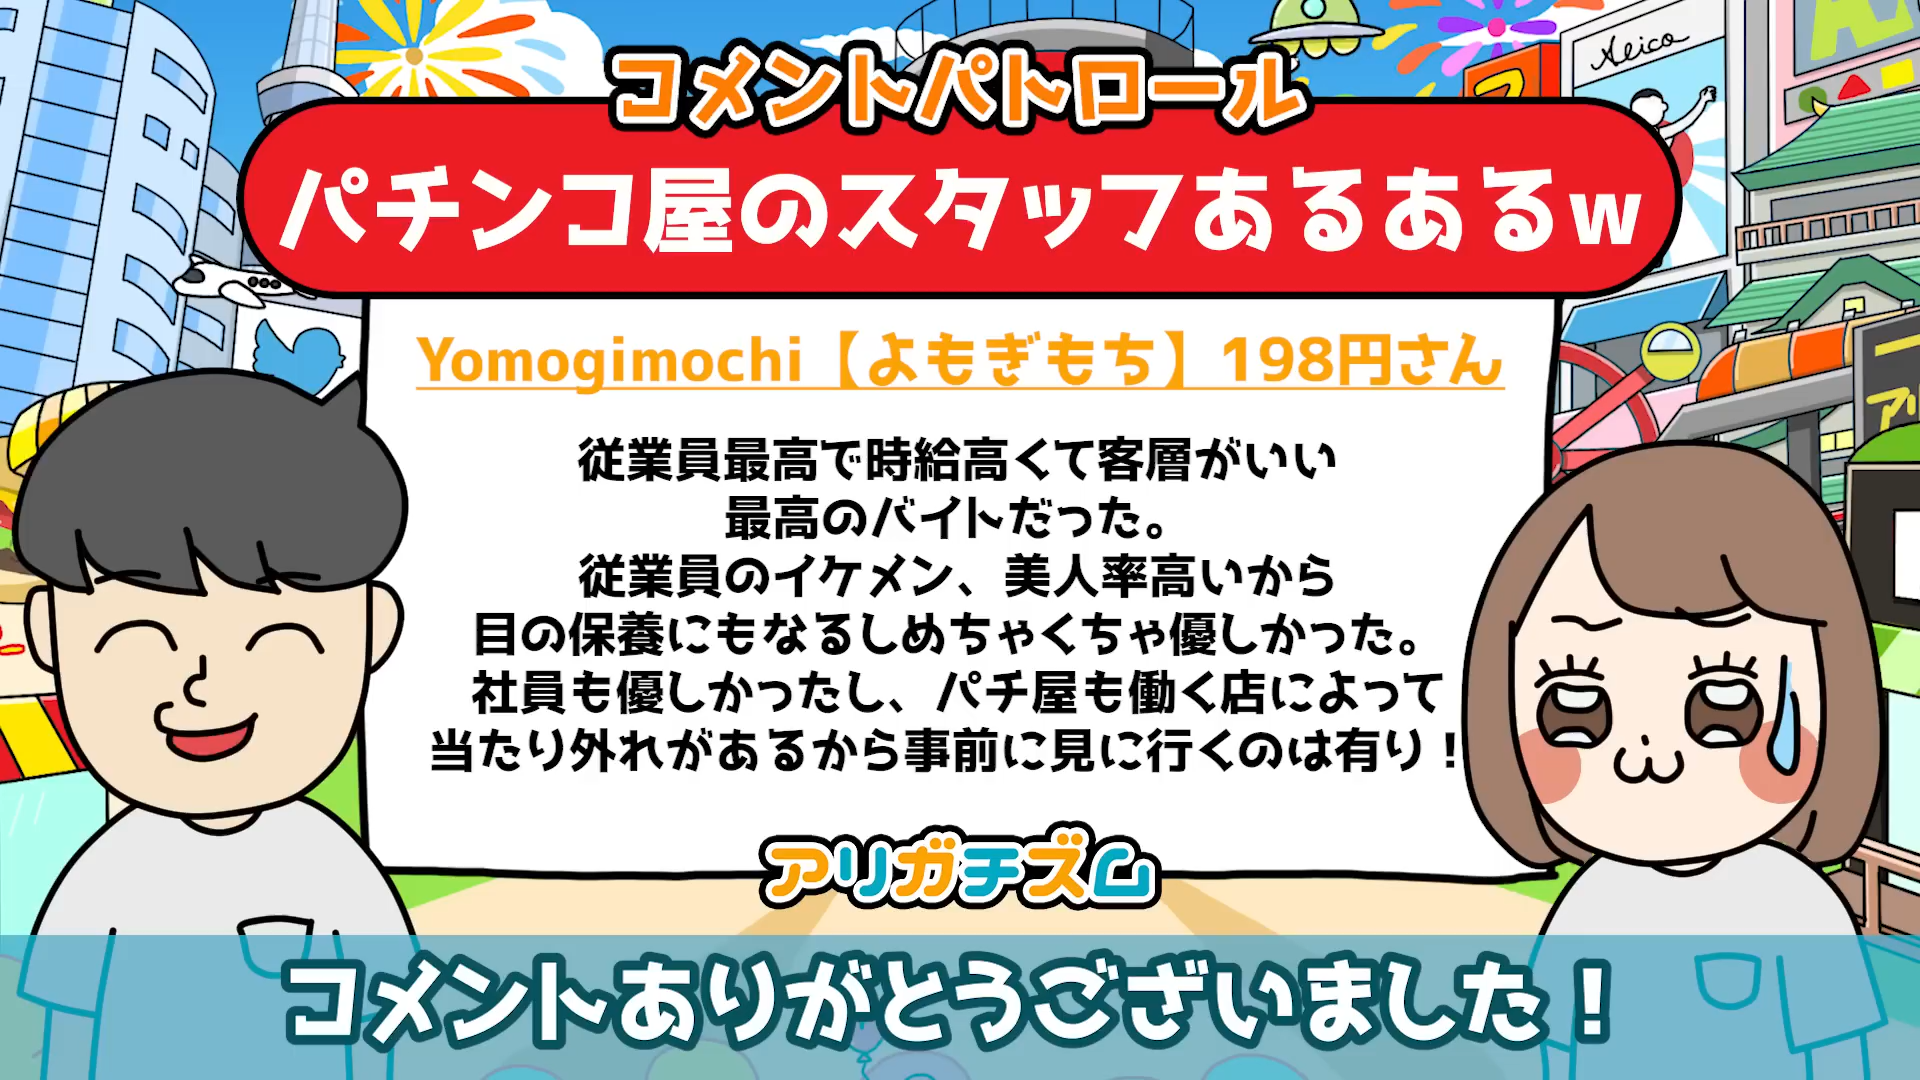 コメントパトロール
Aeica
パチンコ屋のスタッフあるあるw
Yomogimochi【よもぎもち】198円さん
従業員最高で時給高くて客層がいい
最高のバイトだった。
従業員のイケメン、美人率高いから
目の保養にもなるしめちゃくちゃ優しかった。
社員も優しかったし、パチ屋も働く店によって
当たり外れがあるから事前に見に行くのは有り！
アリガチズム
コメントありがとうございました！